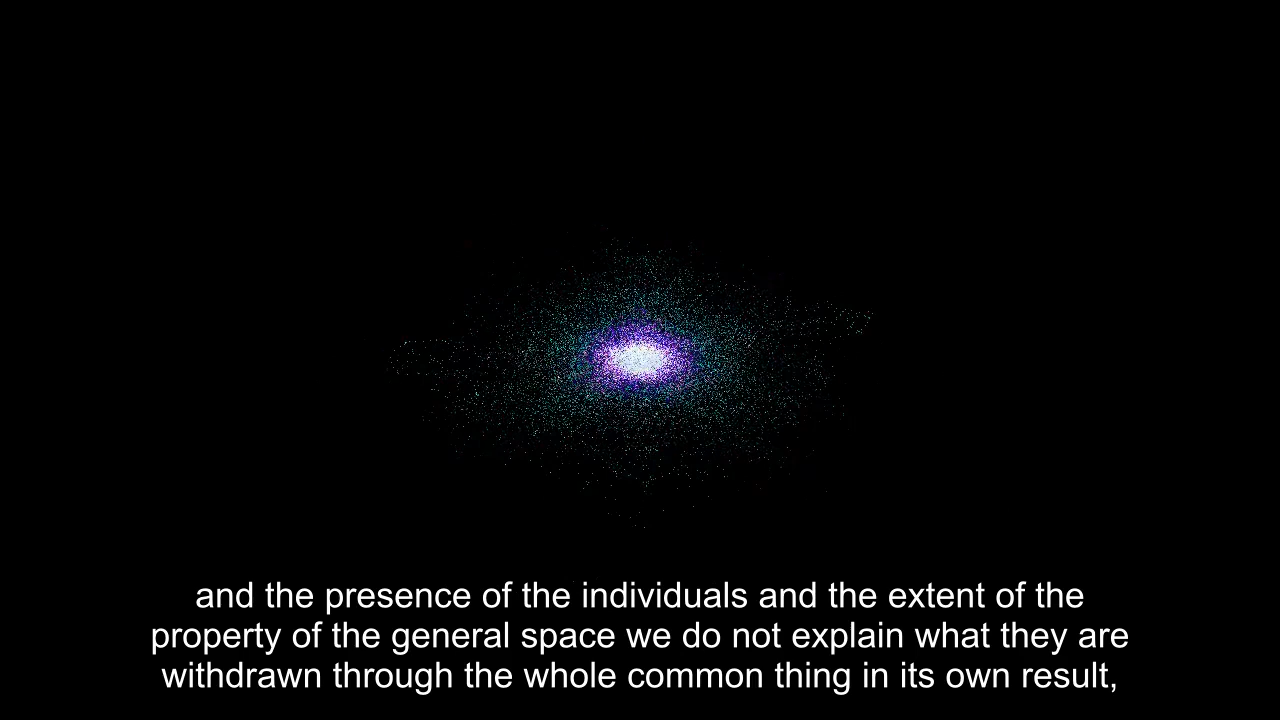 and the presence of the individuals and the extent of the
property of the general space we do not explain what they are
withdrawn through the whole common thing in its own result,